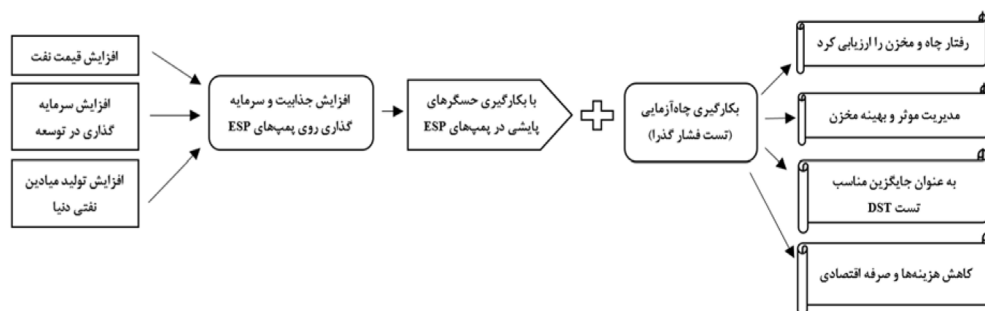 افزایش قیمت نفت
افزایش سرمایه
گذاری در توسعه
افزایش تولید میادین
نفتی دنیا
افزایش جذابیت و سرمایه
گذاری روی پمپ‌های ESP
با بکارگیری حسگرهای
پایشی در پمپ‌های ESP
بکارگیری چاه‌آزمایی
(تست فشار گذرا)
رفتار چاه و مخزن را ارزیابی کرد
مدیریت موثر و بهینه مخزن
به عنوان جایگزین مناسب
تست DST
کاهش هزینه‌ها و صرفه اقتصادی